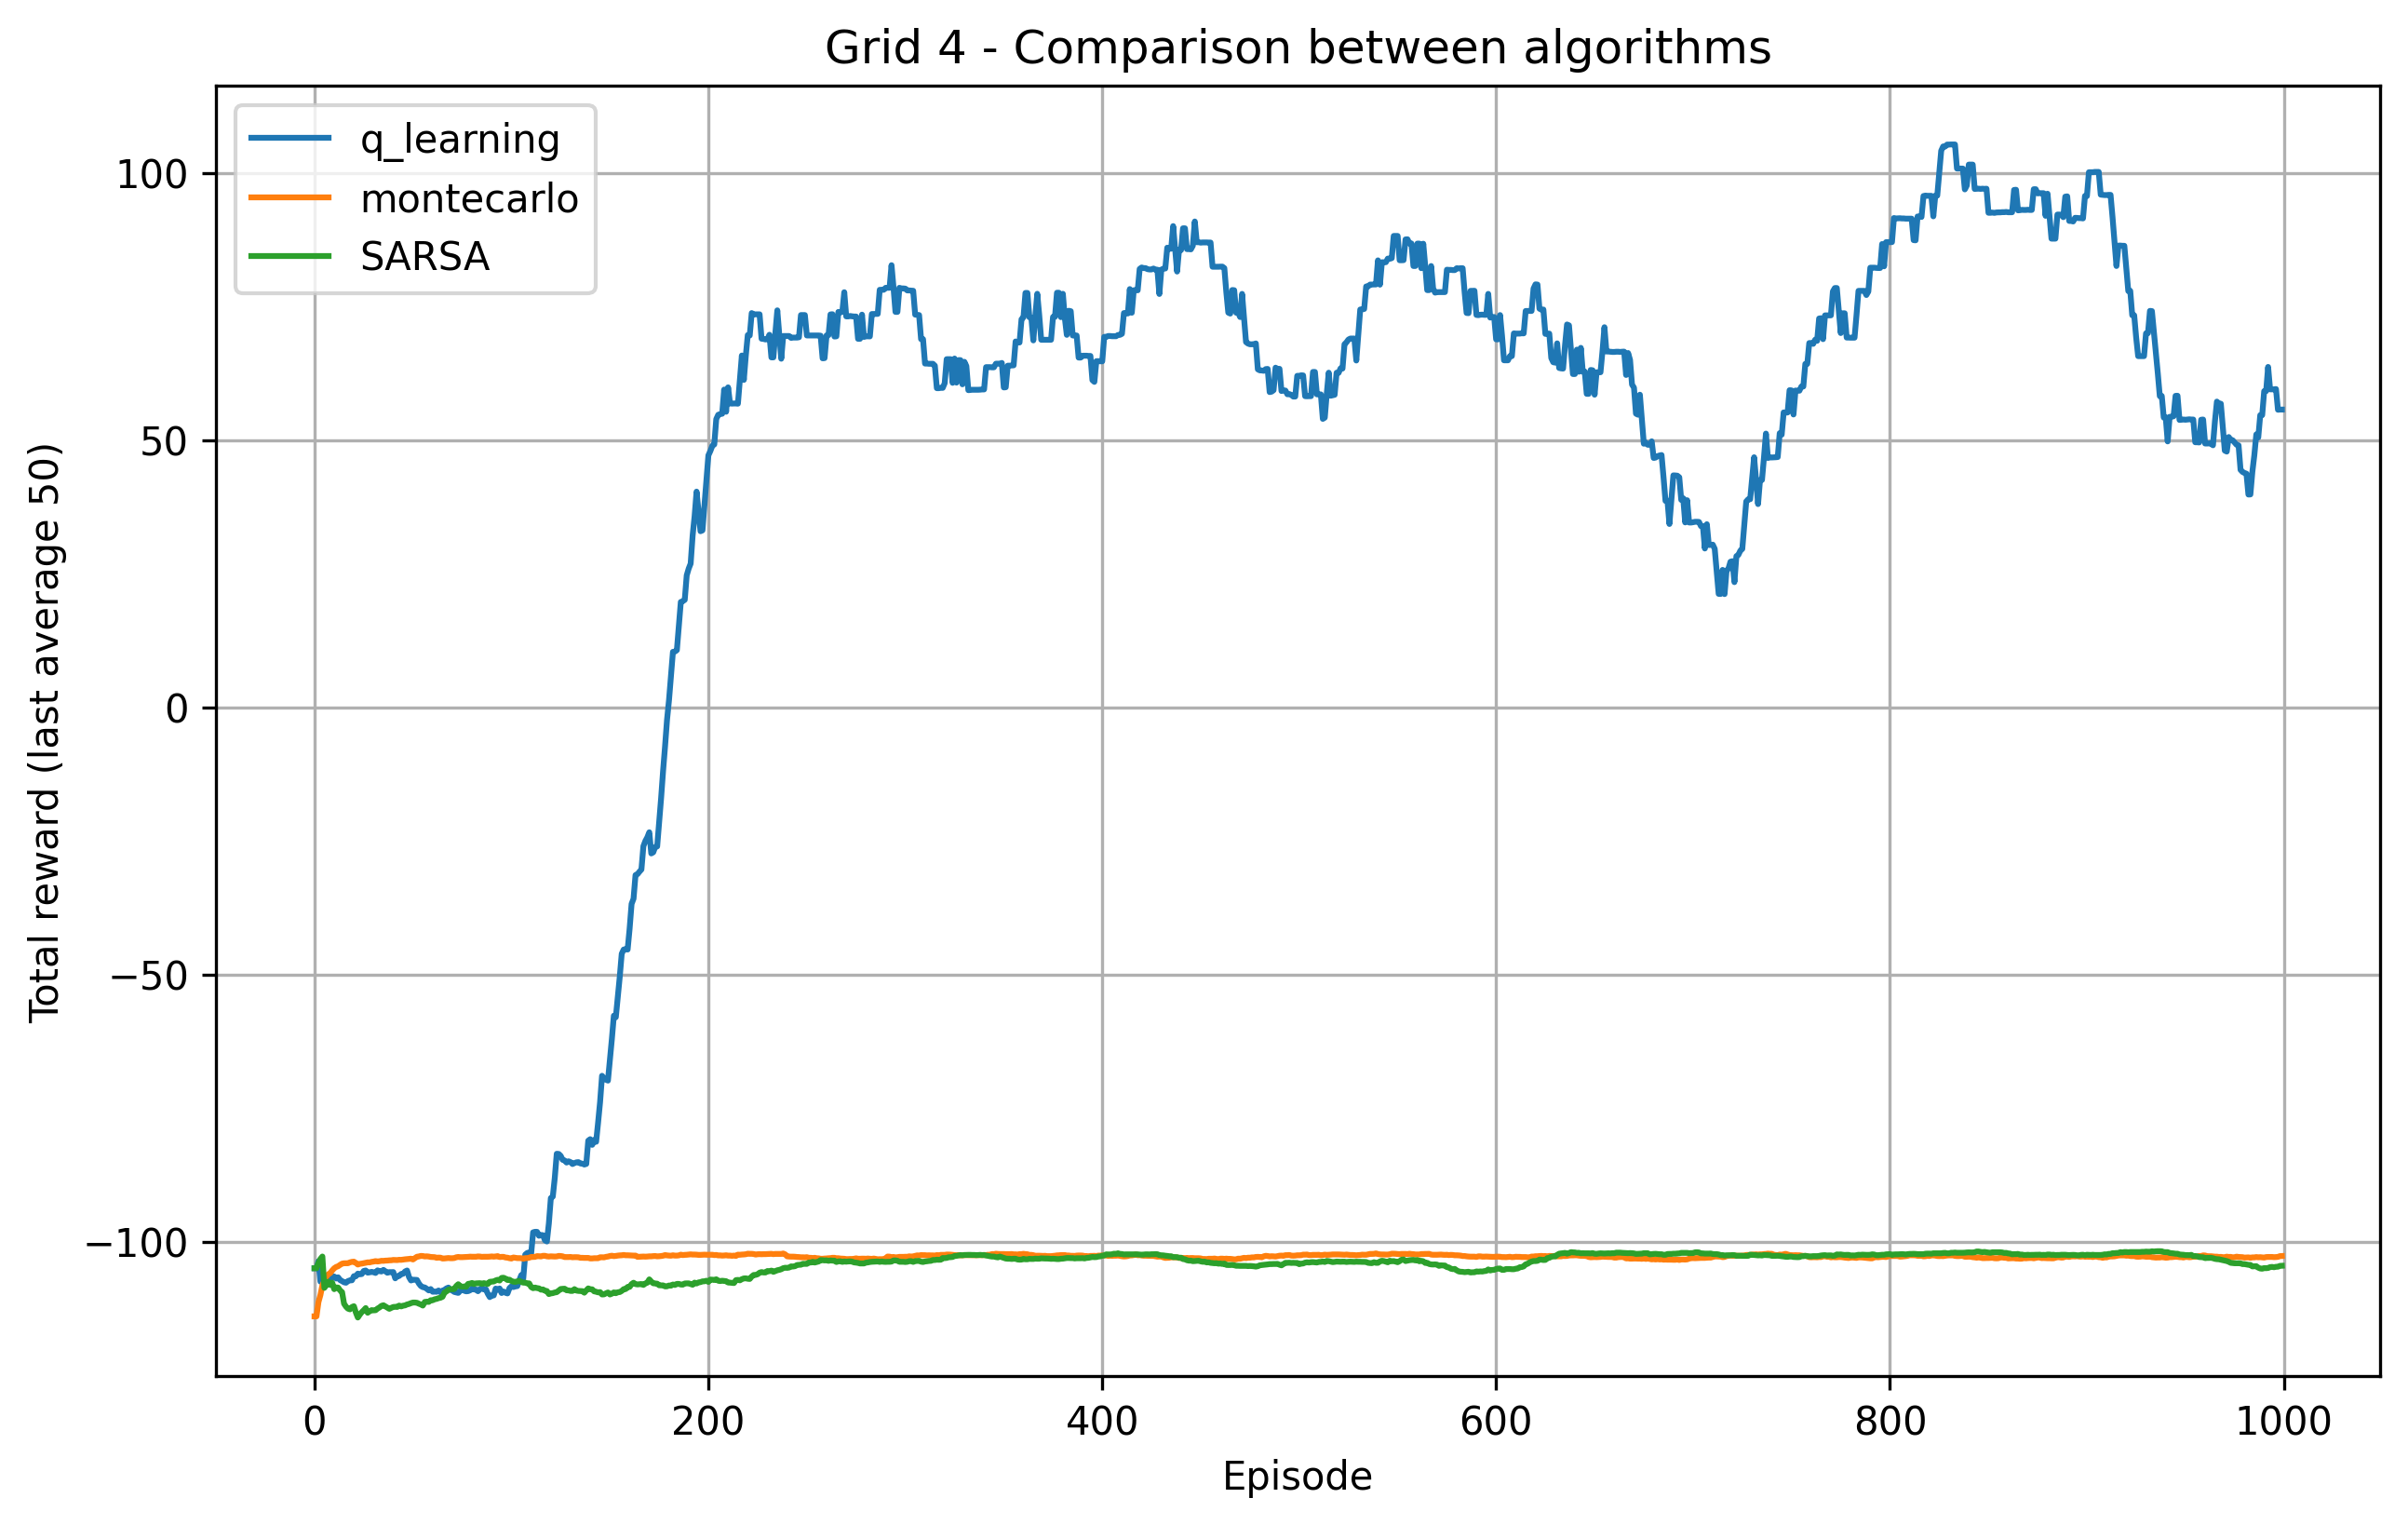 Grid 4 - Comparison between algorithms
q_learning
montecarlo
SARSA
Total reward (last average 50)
100
50
0
−50
−100
0 200 400 600 800 1000
Episode